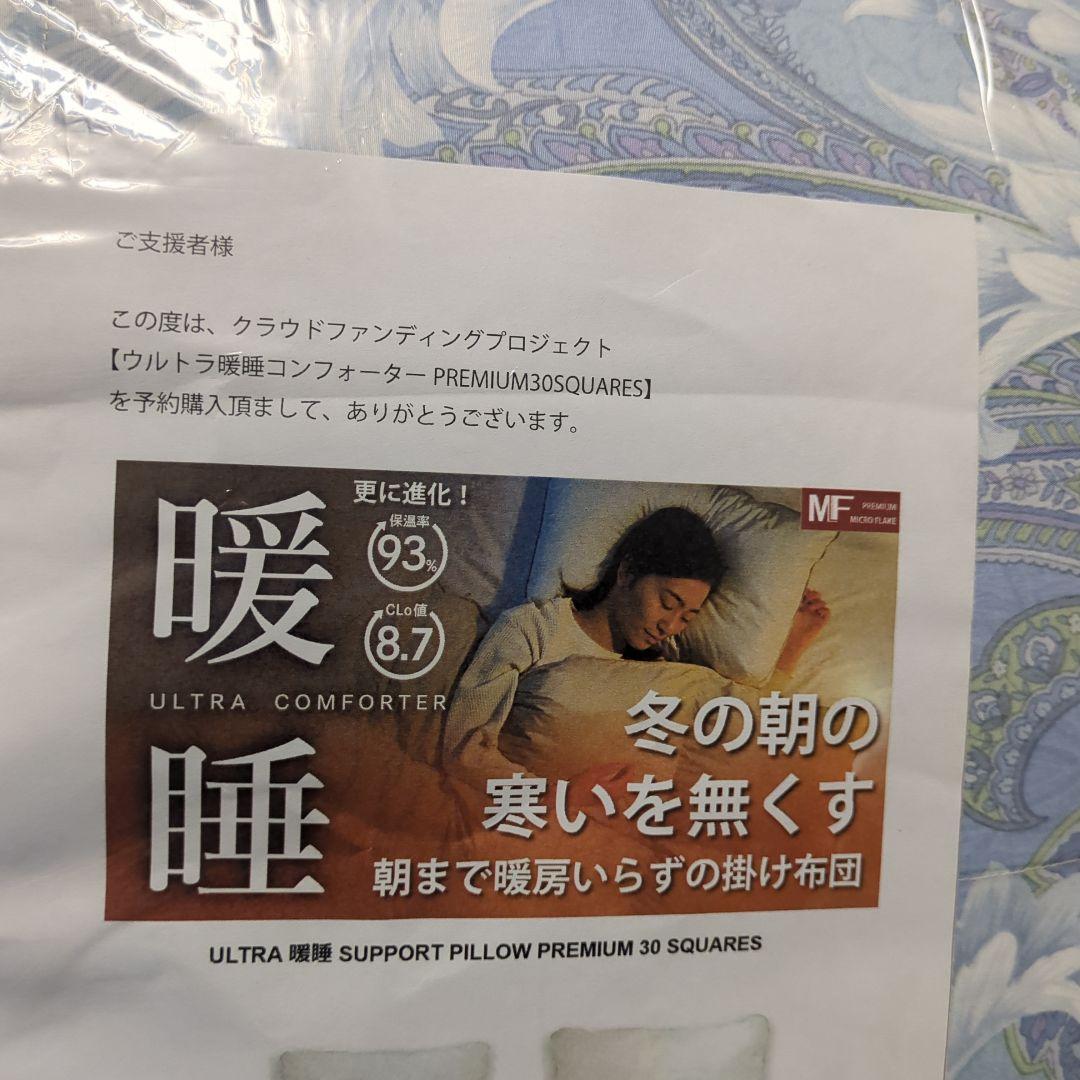 ご支援者様
この度は、クラウドファンディングプロジェクト
【ウルトラ暖睡コンフォーター PREMIUM30SQUARES】
を予約購入頂まして、ありがとうございます。
暖睡
ULTRA COMFORTER
更に進化！
保温率
93%
CLo値
8.7
MF PREMIUM
MICRO FLAKE
冬の朝の
寒いを無くす
朝まで暖房いらずの掛け布団
ULTRA 暖睡 SUPPORT PILLOW PREMIUM 30 SQUARES